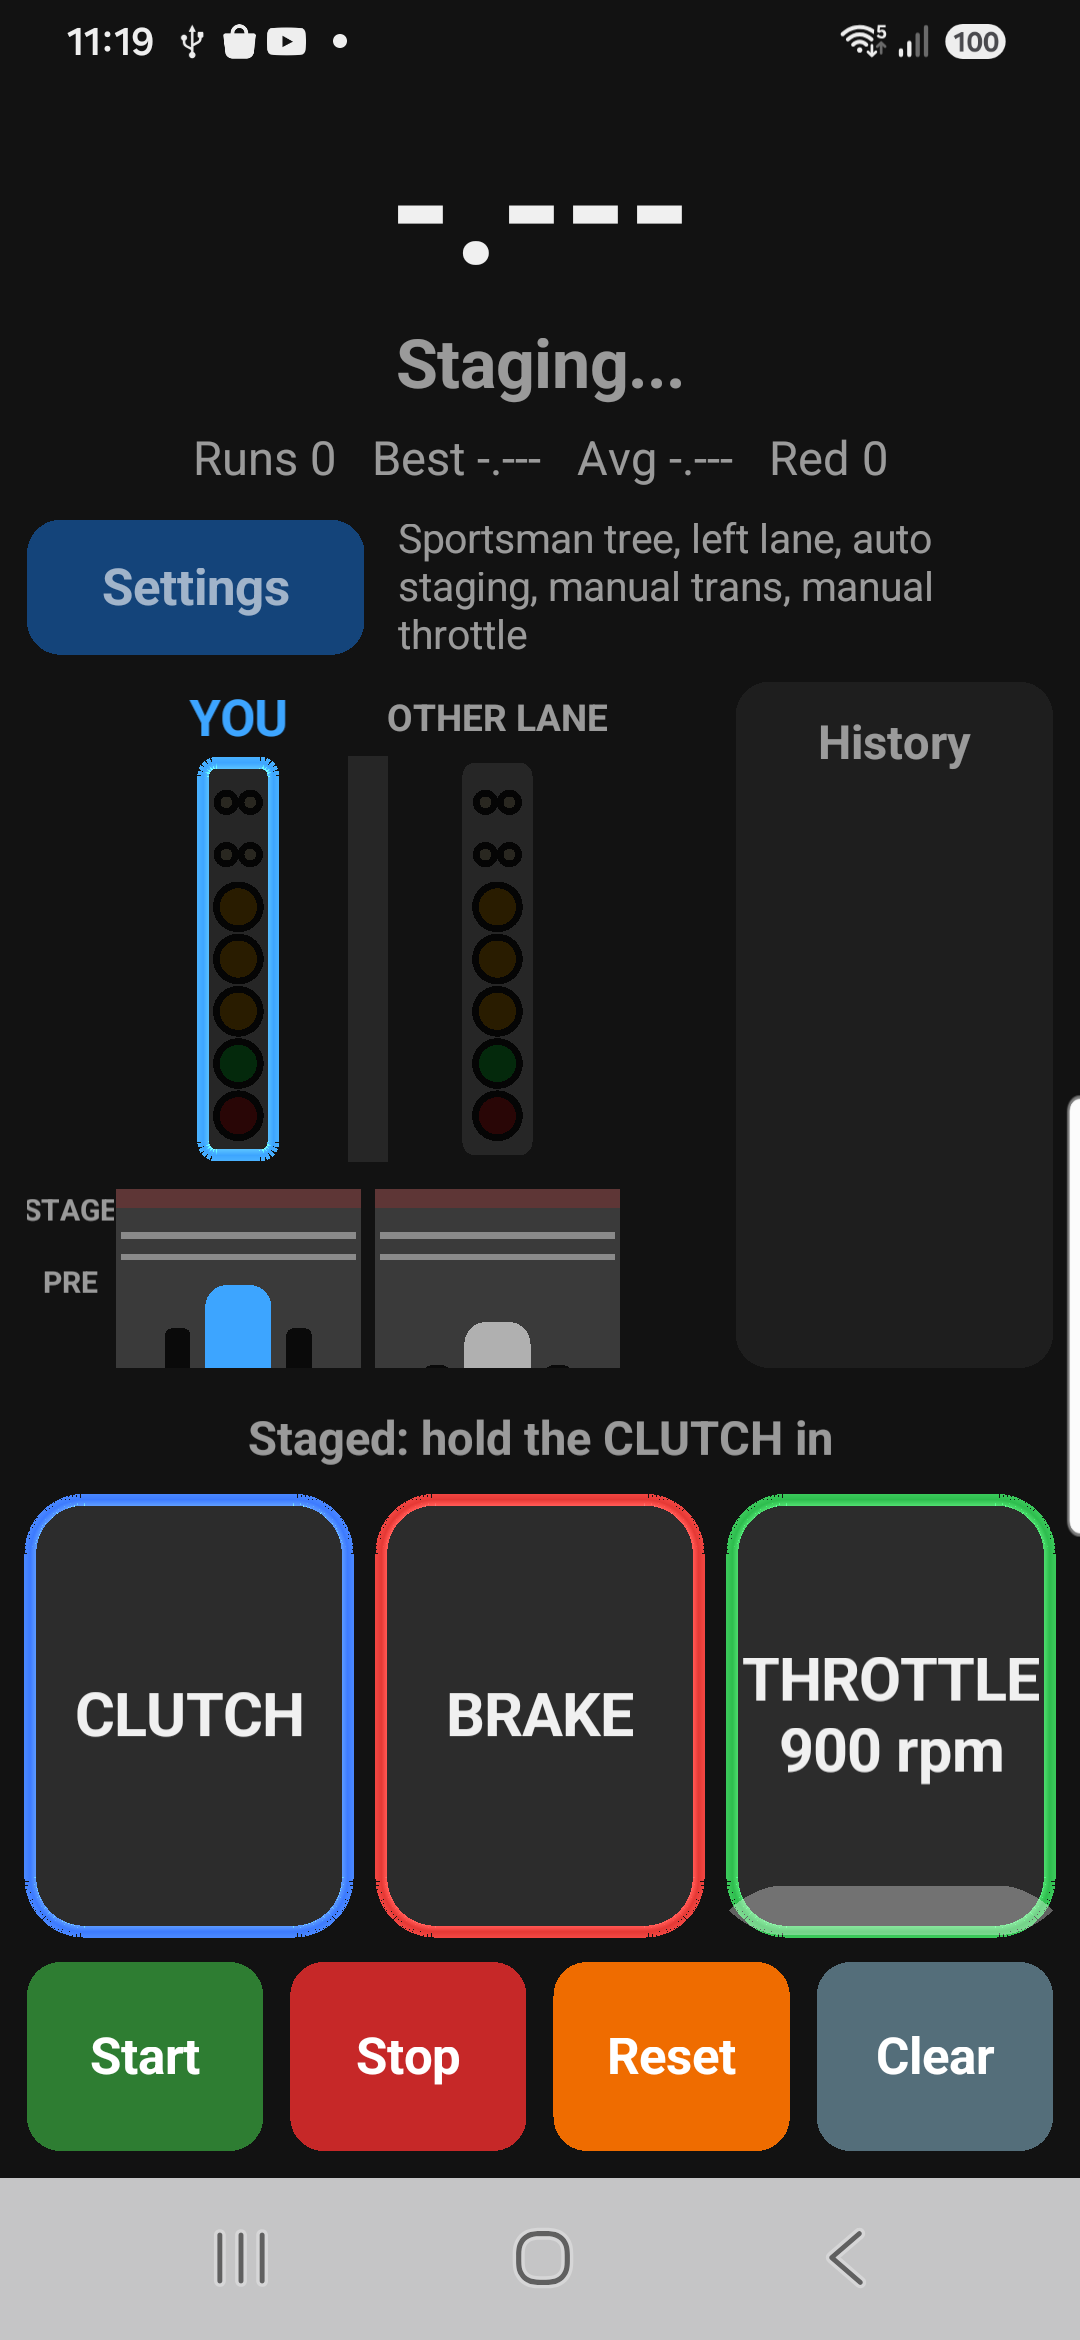 11:19
5
100
-.---
Staging...
Runs 0 Best -.--- Avg -.--- Red 0
Settings
Sportsman tree, left lane, auto
staging, manual trans, manual
throttle
YOU
OTHER LANE
History
STAGE
PRE
Staged: hold the CLUTCH in
CLUTCH
BRAKE
THROTTLE
900 rpm
Start
Stop
Reset
Clear